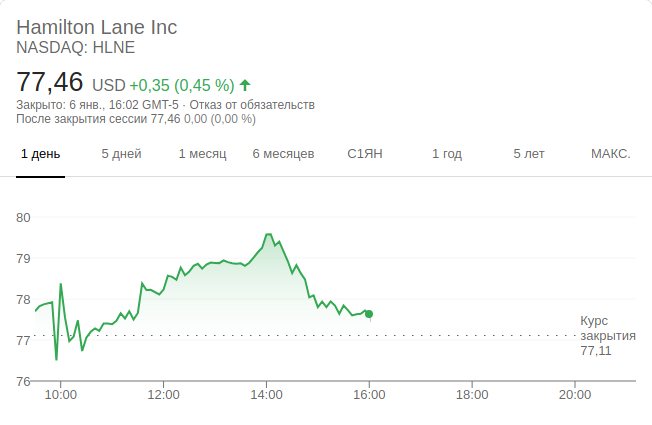 Hamilton Lane Inc
NASDAQ: HLNE
77,46 USD +0,35 (0,45 %)
Закрыто: 6 янв., 16:02 GMT-5 · Отказ от обязательств
После закрытия сессии 77,46 0,00 (0,00 %)
1 день 5 дней 1 месяц 6 месяцев С1ЯН 1 год 5 лет МАКС.
80
79
78
77
76
Курс
закрытия
77,11
10:00 12:00 14:00 16:00 18:00 20:00